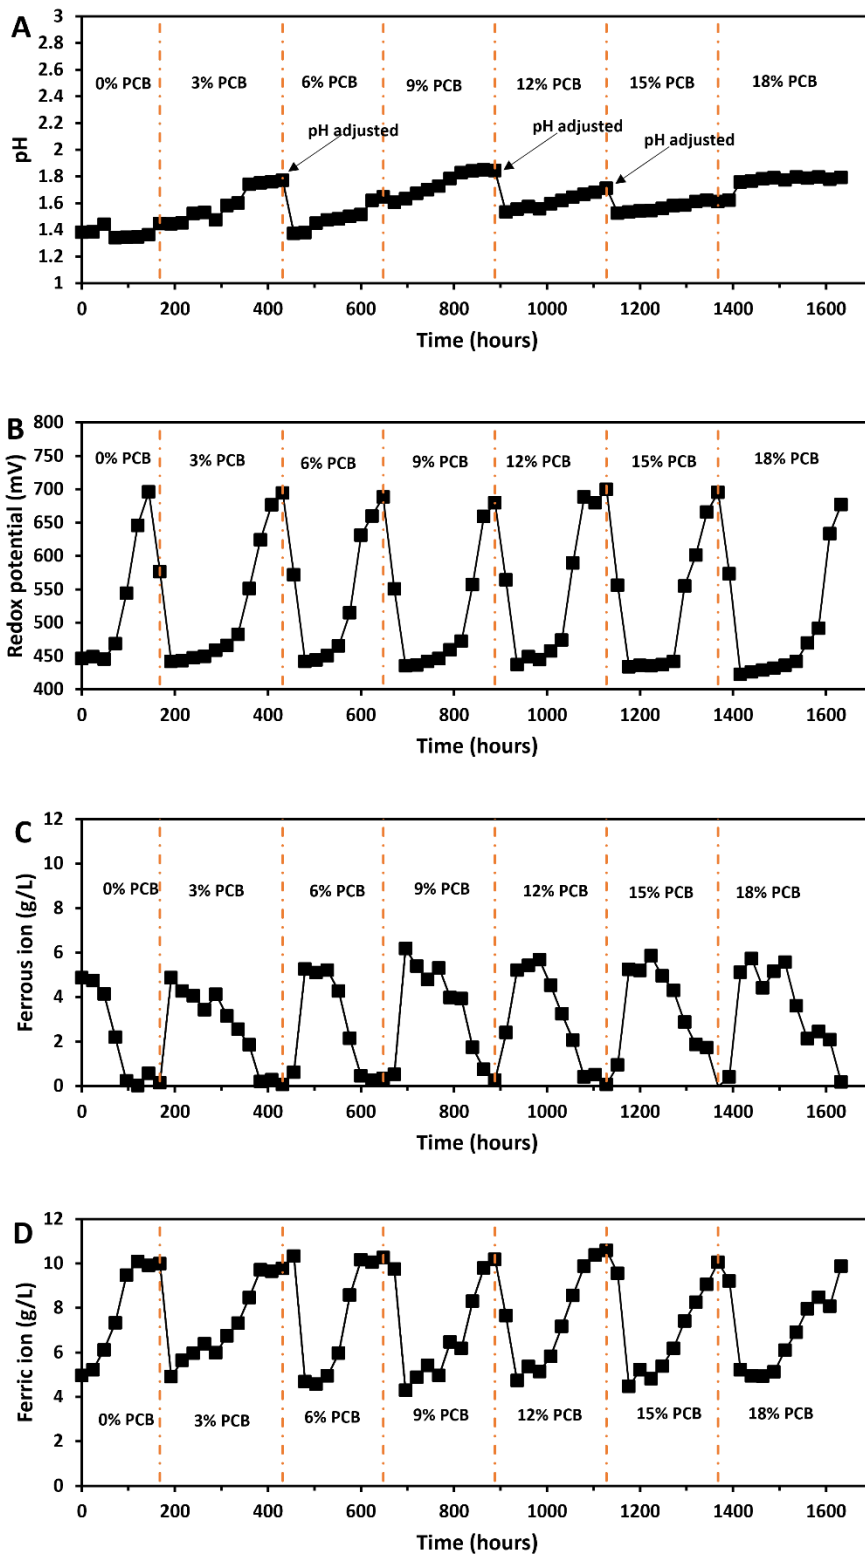 A
3
2.8
2.6
2.4
2.2
2
1.8
1.6
1.4
1.2
1
pH
0% PCB
3% PCB
6% PCB
9% PCB
12% PCB
15% PCB
18% PCB
pH adjusted
pH adjusted
pH adjusted
0 200 400 600 800 1000 1200 1400 1600
Time (hours)
B
800
750
700
650
600
550
500
450
400
Redox potential (mV)
0% PCB
3% PCB
6% PCB
9% PCB
12% PCB
15% PCB
18% PCB
0 200 400 600 800 1000 1200 1400 1600
Time (hours)
C
12
10
8
6
4
2
0
Ferrous ion (g/L)
0% PCB
3% PCB
6% PCB
9% PCB
12% PCB
15% PCB
18% PCB
0 200 400 600 800 1000 1200 1400 1600
Time (hours)
D
12
10
8
6
4
2
0
Ferric ion (g/L)
0% PCB
3% PCB
6% PCB
9% PCB
12% PCB
15% PCB
18% PCB
0 200 400 600 800 1000 1200 1400 1600
Time (hours)